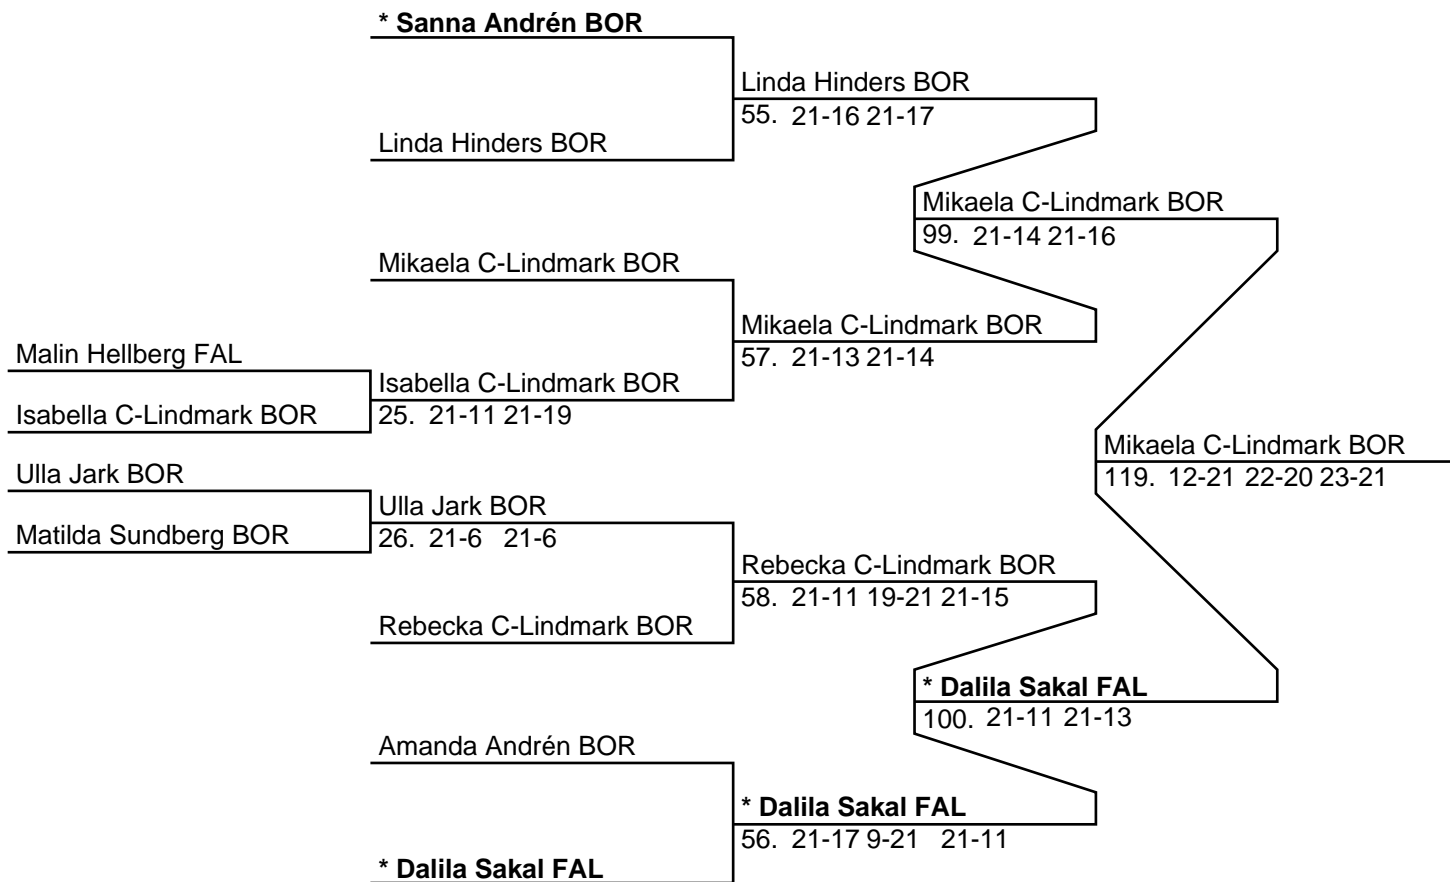 * Sanna Andrén BOR
Linda Hinders BOR
55. 21-16 21-17
Linda Hinders BOR
Mikaela C-Lindmark BOR
99. 21-14 21-16
Mikaela C-Lindmark BOR
Mikaela C-Lindmark BOR
57. 21-13 21-14
Malin Hellberg FAL
Isabella C-Lindmark BOR
25. 21-11 21-19
Isabella C-Lindmark BOR
Mikaela C-Lindmark BOR
119. 12-21 22-20 23-21
Ulla Jark BOR
Ulla Jark BOR
26. 21-6 21-6
Matilda Sundberg BOR
Rebecka C-Lindmark BOR
58. 21-11 19-21 21-15
Rebecka C-Lindmark BOR
* Dalila Sakal FAL
100. 21-11 21-13
Amanda Andrén BOR
* Dalila Sakal FAL
56. 21-17 9-21 21-11
* Dalila Sakal FAL